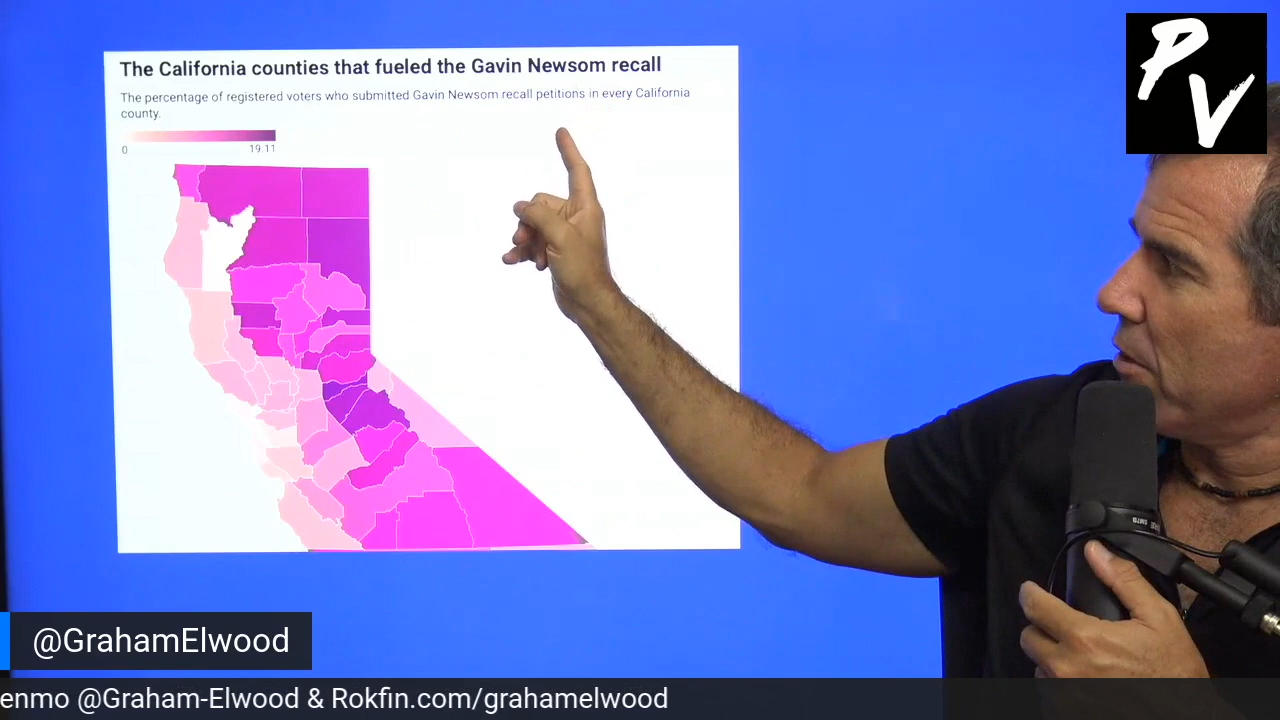 PV
The California counties that fueled the Gavin Newsom recall
The percentage of registered voters who submitted Gavin Newsom recall petitions in every California
county.
0
19.11
SM7B
@GrahamElwood
enmo @Graham-Elwood & Rokfin.com/grahamelwood